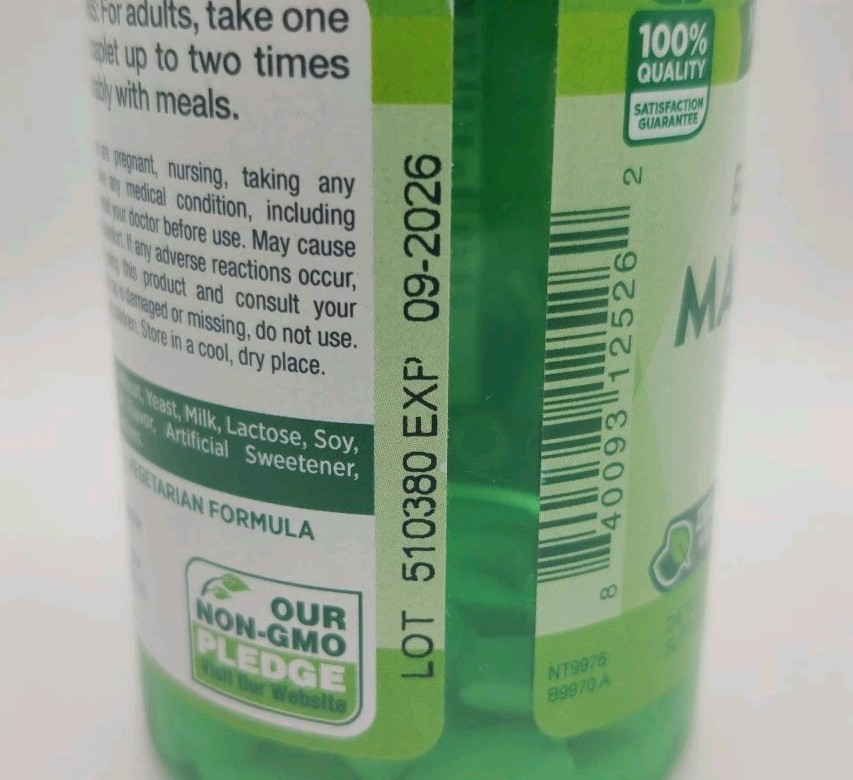 For adults, take one
up to two times
with meals.
pregnant, nursing, taking any
any medical condition, including
your doctor before use. May cause
If any adverse reactions occur,
this product and consult your
damaged or missing, do not use.
Store in a cool, dry place.
Yeast, Milk, Lactose, Soy,
Artificial Sweetener,
VEGETARIAN FORMULA
OUR
NON-GMO
PLEDGE
Visit Our Website
LOT 510380 EXP 09-2026
100%
QUALITY
SATISFACTION
GUARANTEE
8 40093 12526 2
NT9976
B9970 A